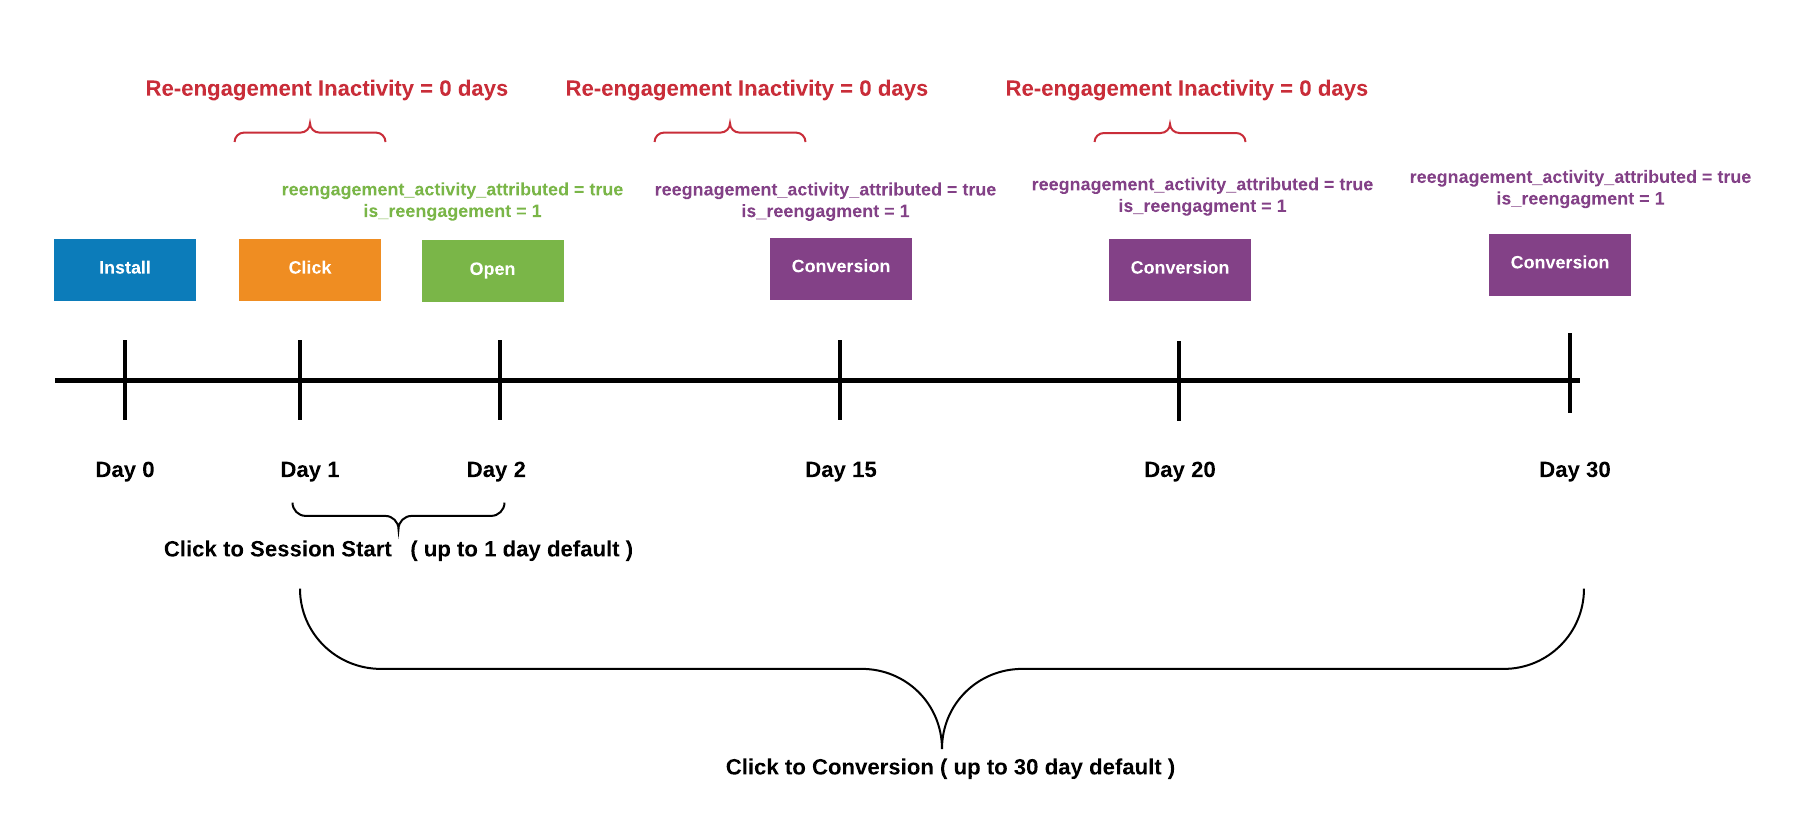 Re-engagement Inactivity = 0 days
Re-engagement Inactivity = 0 days
Re-engagement Inactivity = 0 days
reengagement_activity_attributed = true
is_reengagement = 1
reegnagement_activity_attributed = true
is_reengagment = 1
reegnagement_activity_attributed = true
is_reengagment = 1
reegnagement_activity_attributed = true
is_reengagment = 1
Install
Click
Open
Conversion
Conversion
Conversion
Day 0
Day 1
Day 2
Day 15
Day 20
Day 30
Click to Session Start ( up to 1 day default )
Click to Conversion ( up to 30 day default )